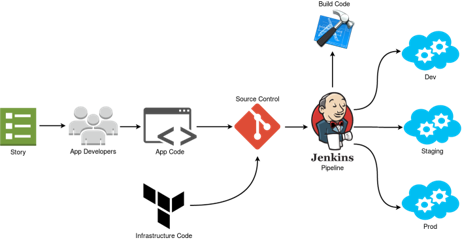 Build Code
Dev
Source Control
Story
App Developers
App Code
Jenkins
Pipeline
Staging
Infrastructure Code
Prod